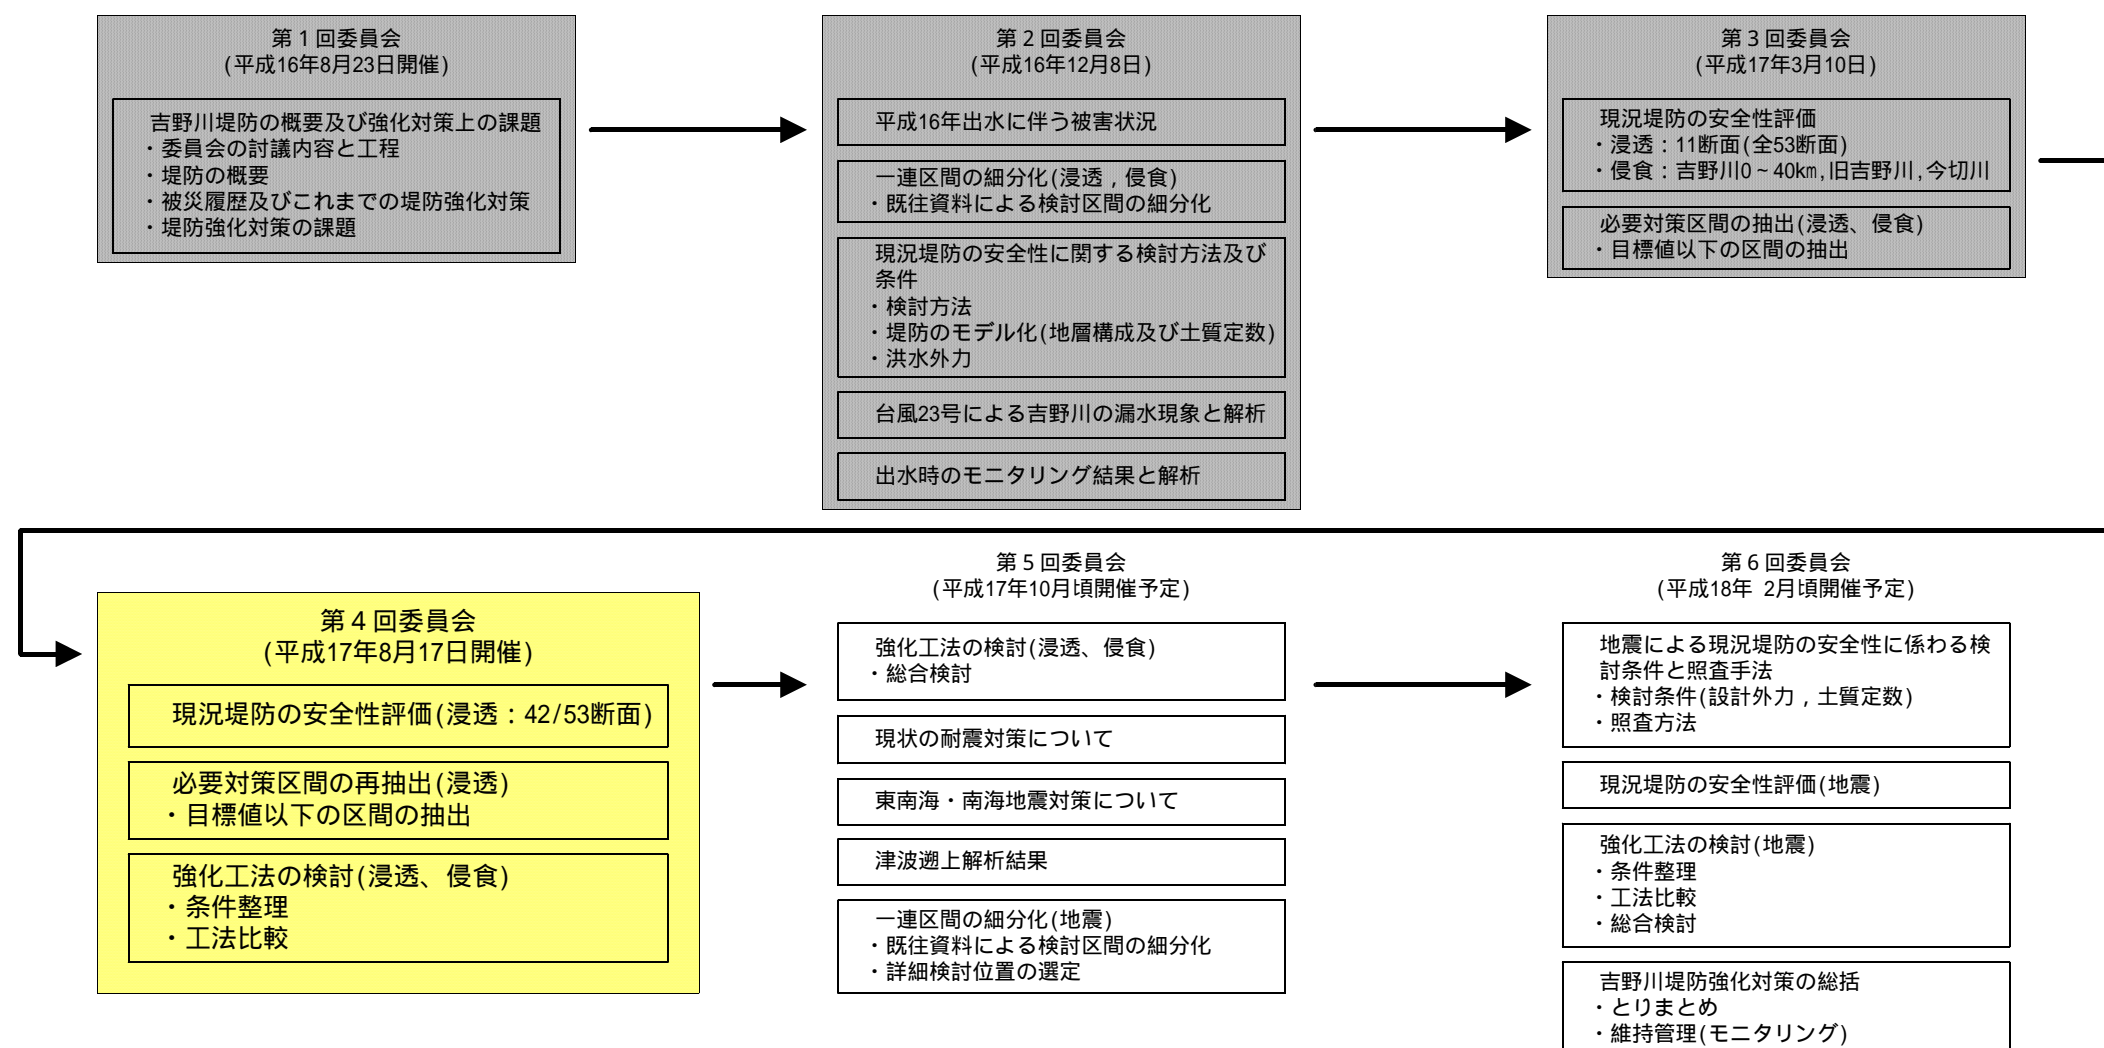 第１回委員会
(平成16年8月23日開催)
吉野川堤防の概要及び強化対策上の課題
・委員会の討議内容と工程
・堤防の概要
・被災履歴及びこれまでの堤防強化対策
・堤防強化対策の課題
第２回委員会
(平成16年12月8日)
平成16年出水に伴う被害状況
一連区間の細分化(浸透，侵食)
・既往資料による検討区間の細分化
現況堤防の安全性に関する検討方法及び
条件
・検討方法
・堤防のモデル化(地層構成及び土質定数)
・洪水外力
台風23号による吉野川の漏水現象と解析
出水時のモニタリング結果と解析
第３回委員会
(平成17年3月10日)
現況堤防の安全性評価
・浸透：11断面(全53断面)
・侵食：吉野川0～40km,旧吉野川,今切川
必要対策区間の抽出(浸透、侵食)
・目標値以下の区間の抽出
第４回委員会
(平成17年8月17日開催)
現況堤防の安全性評価(浸透：42/53断面)
必要対策区間の再抽出(浸透)
・目標値以下の区間の抽出
強化工法の検討(浸透、侵食)
・条件整理
・工法比較
第５回委員会
(平成17年10月頃開催予定)
強化工法の検討(浸透、侵食)
・総合検討
現状の耐震対策について
東南海・南海地震対策について
津波遡上解析結果
一連区間の細分化(地震)
・既往資料による検討区間の細分化
・詳細検討位置の選定
第６回委員会
(平成18年 2月頃開催予定)
地震による現況堤防の安全性に係わる検
討条件と照査手法
・検討条件(設計外力，土質定数)
・照査方法
現況堤防の安全性評価(地震)
強化工法の検討(地震)
・条件整理
・工法比較
・総合検討
吉野川堤防強化対策の総括
・とりまとめ
・維持管理(モニタリング)